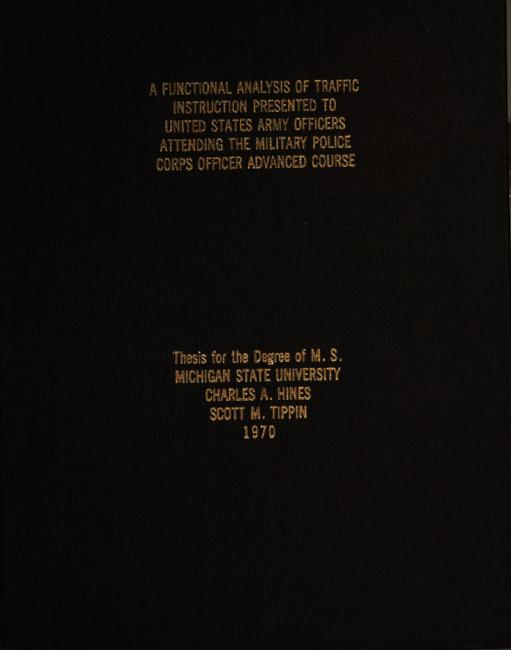 A FUNCTIONAL ANALYSIS OF TRAFFIC
INSTRUCTION PRESENTED TO
UNITED STATES ARMY OFFICERS
ATTENDING THE MILITARY POLICE
CORPS OFFICER ADVANCED COURSE
Thesis for the Degree of M. S.
MICHIGAN STATE UNIVERSITY
CHARLES A. HINES
SCOTT M. TIPPIN
1970